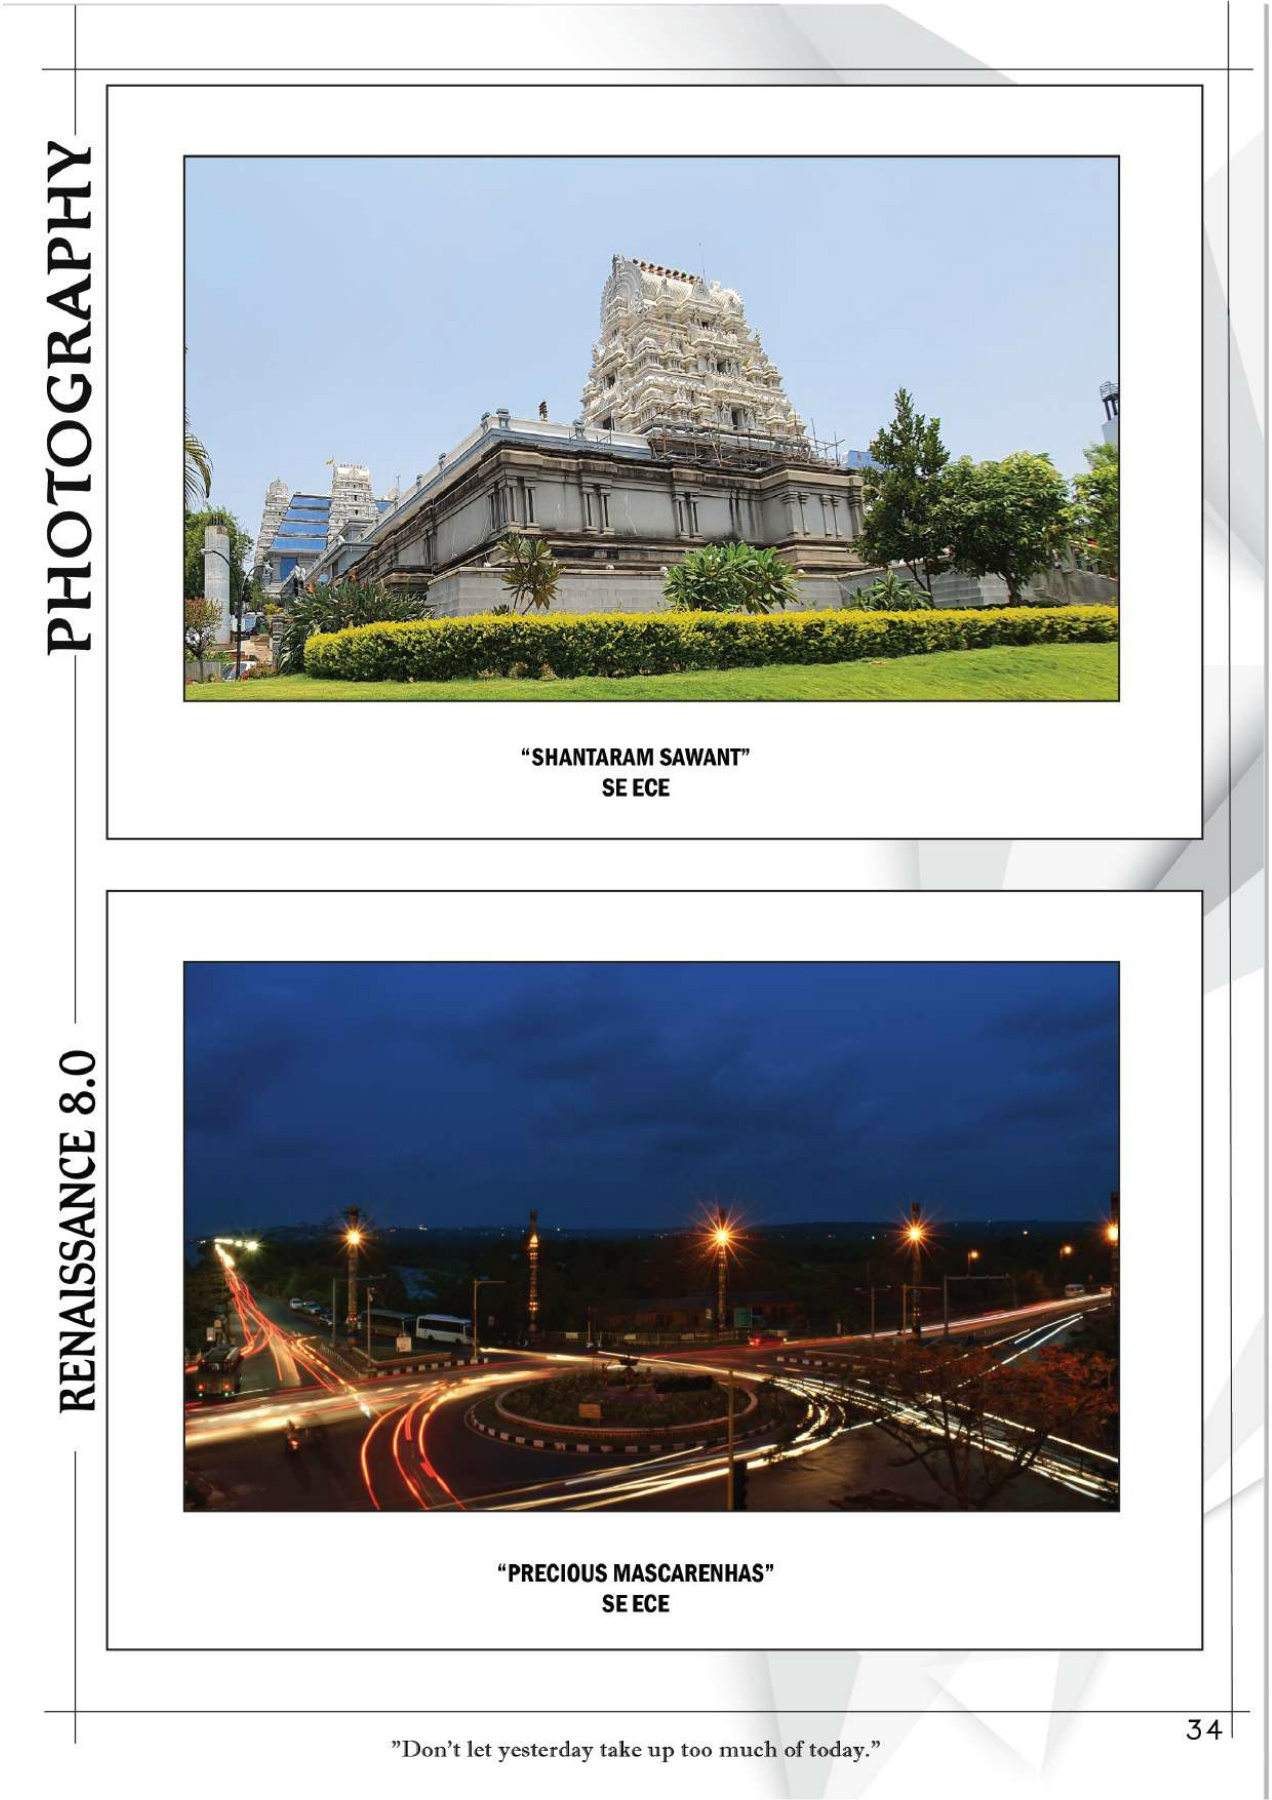 PHOTOGRAPHY
“SHANTARAM SAWANT”
SE ECE
RENAISSANCE 8.0
“PRECIOUS MASCARENHAS”
SE ECE
”Don’t let yesterday take up too much of today.”
34